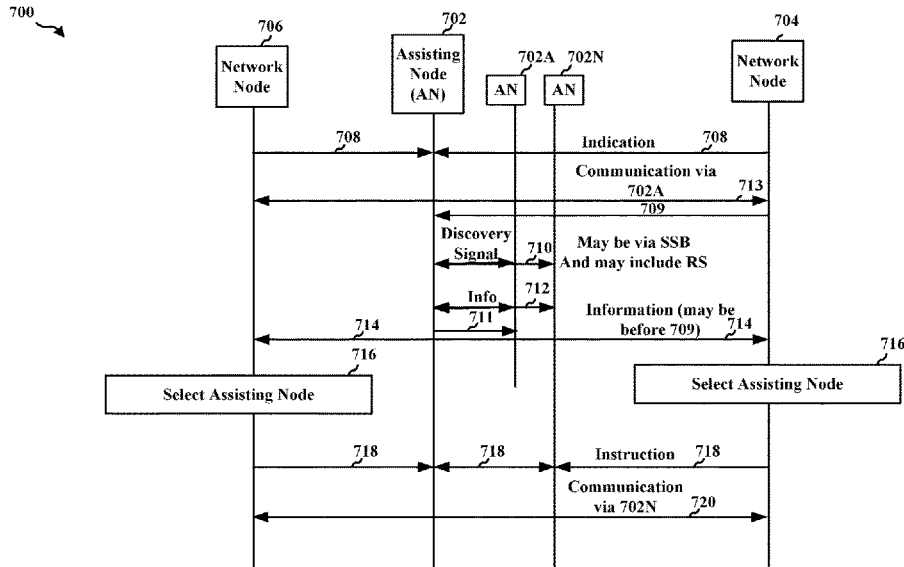 700
706
702
704
Network
Node
Assisting
Node
(AN)
702A
702N
AN
AN
Network
Node
708
Indication
708
Communication via
702A
713
709
Discovery
Signal
710
May be via SSB
And may include RS
Info
712
711
Information (may be
before 709)
714
714
716
716
Select Assisting Node
Select Assisting Node
718
718
Instruction
718
Communication
via 702N
720